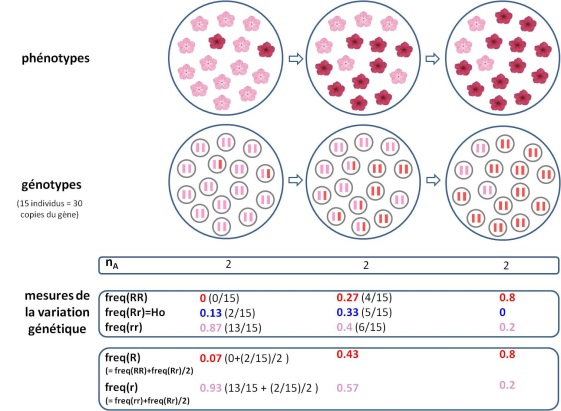 phénotypes
génotypes
(15 individus = 30
copies du gène)
nA 2 2 2
mesures de
la variation
génétique
freq(RR) 0 (0/15) 0.27 (4/15) 0.8
freq(Rr)=Ho 0.13 (2/15) 0.33 (5/15) 0
freq(rr) 0.87 (13/15) 0.4 (6/15) 0.2
freq(R) 0.07 (0+(2/15)/2 ) 0.43 0.8
(= freq(RR)+freq(Rr)/2)
freq(r) 0.93 (13/15 + (2/15)/2 ) 0.57 0.2
(= freq(rr)+freq(Rr)/2)